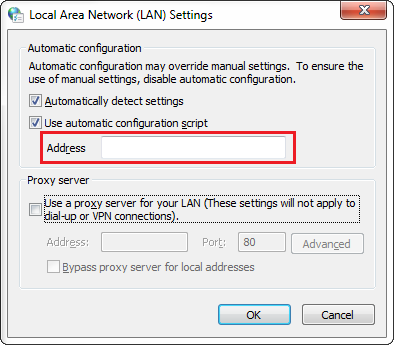 Local Area Network (LAN) Settings
Automatic configuration
Automatic configuration may override manual settings. To ensure the
use of manual settings, disable automatic configuration.
Automatically detect settings
Use automatic configuration script
Address
Proxy server
Use a proxy server for your LAN (These settings will not apply to
dial-up or VPN connections).
Address:
Port: 80
Advanced
Bypass proxy server for local addresses
OK
Cancel